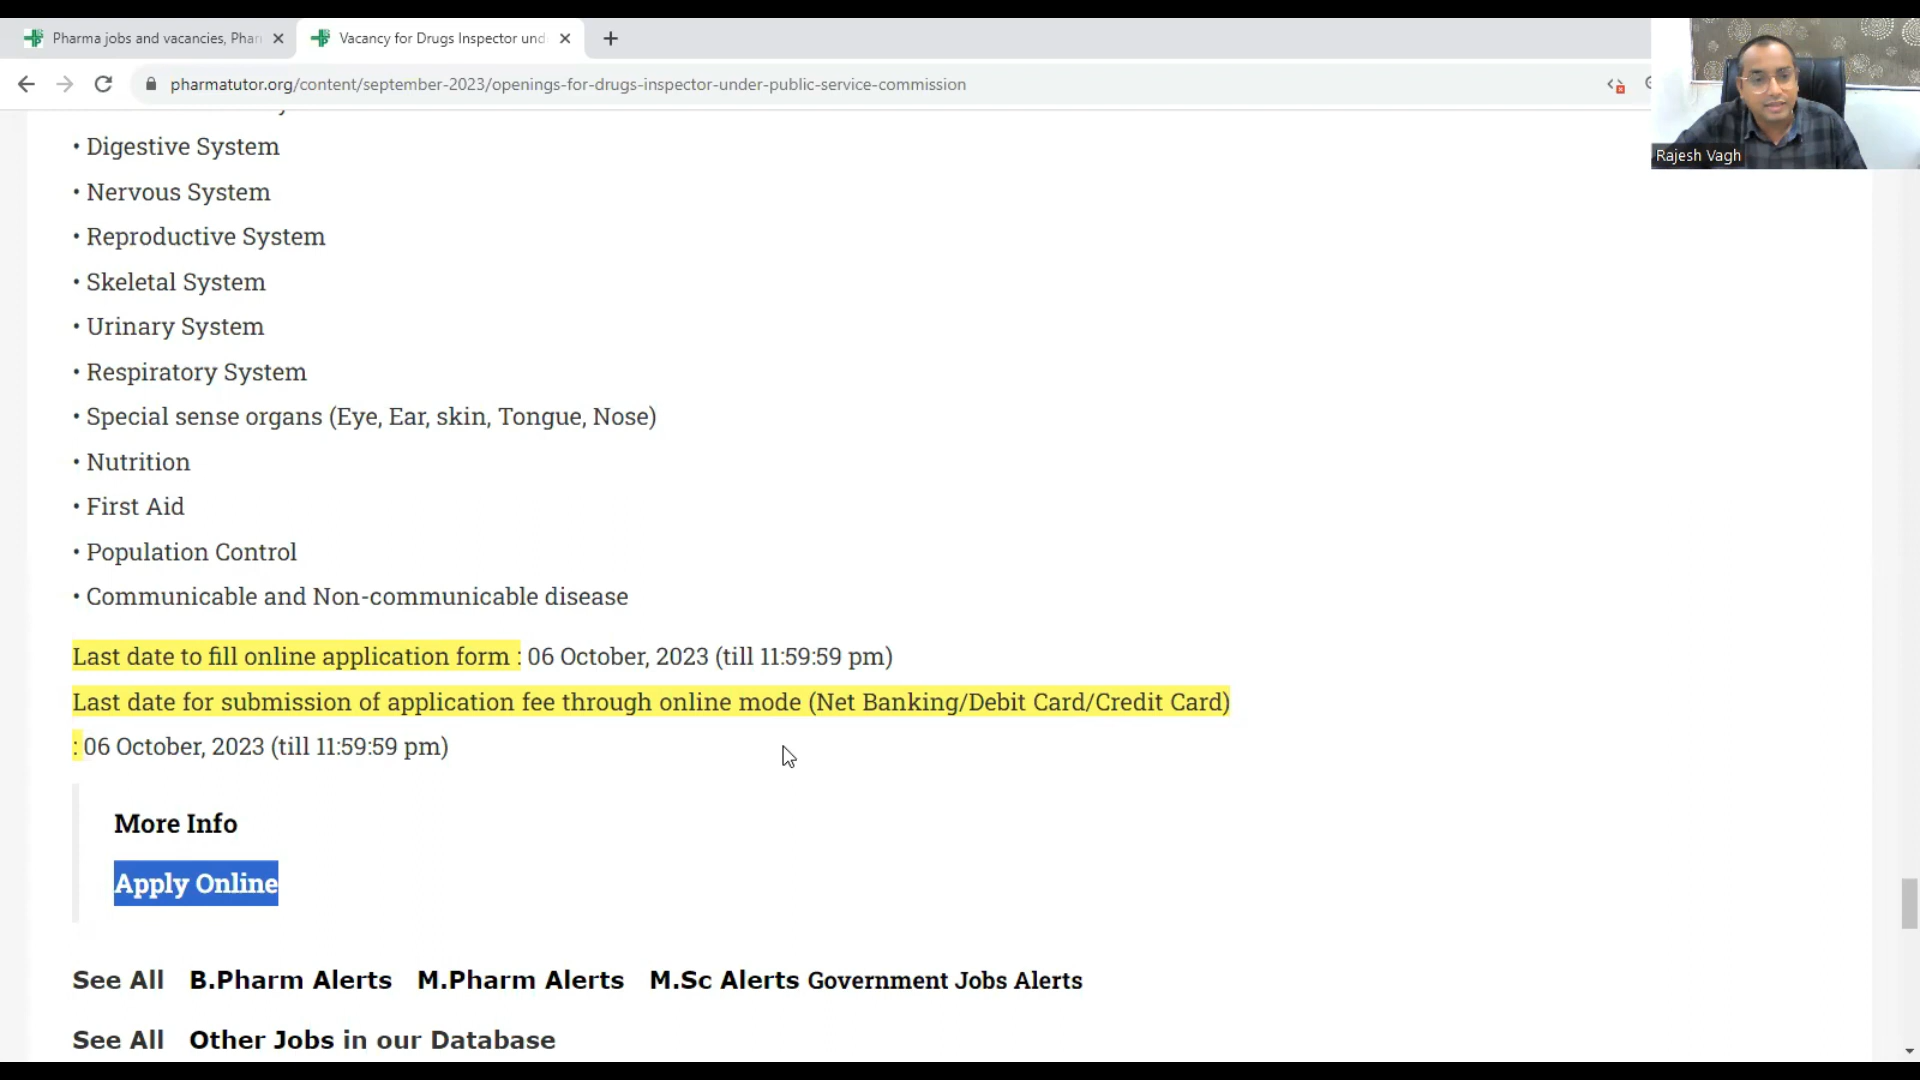 Pharma jobs and vacancies, Phar
Vacancy for Drugs Inspector und
pharmatutor.org/content/september-2023/openings-for-drugs-inspector-under-public-service-commission
Rajesh Vagh
• Digestive System
• Nervous System
• Reproductive System
• Skeletal System
• Urinary System
• Respiratory System
• Special sense organs (Eye, Ear, skin, Tongue, Nose)
• Nutrition
• First Aid
• Population Control
• Communicable and Non-communicable disease
Last date to fill online application form : 06 October, 2023 (till 11:59:59 pm)
Last date for submission of application fee through online mode (Net Banking/Debit Card/Credit Card)
: 06 October, 2023 (till 11:59:59 pm)
More Info
Apply Online
See All B.Pharm Alerts M.Pharm Alerts M.Sc Alerts Government Jobs Alerts
See All Other Jobs in our Database